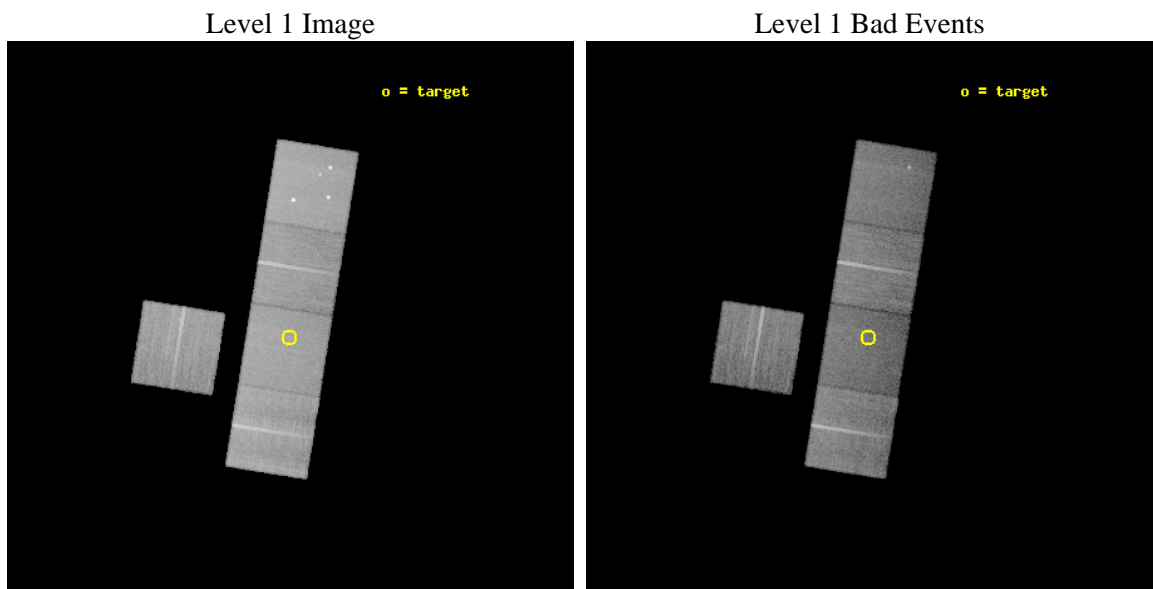 Level 1 Image
Level 1 Bad Events
o = target
o = target